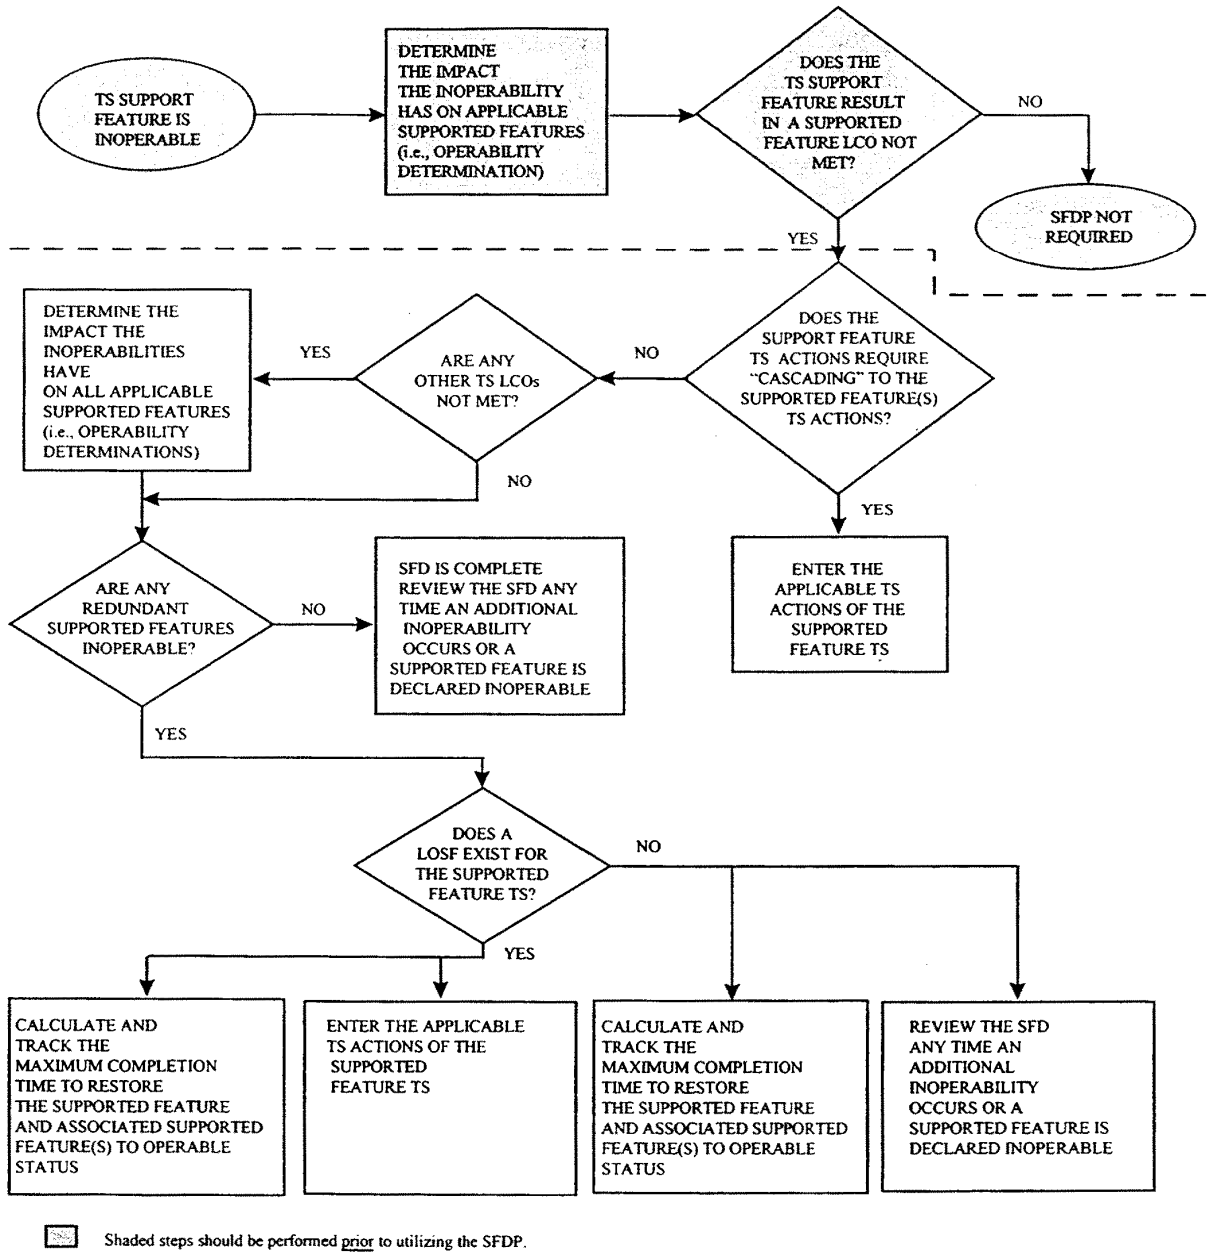 TS SUPPORT
FEATURE IS
INOPERABLE
DETERMINE
THE IMPACT
THE INOPERABILITY
HAS ON APPLICABLE
SUPPORTED FEATURES
(i.e., OPERABILITY
DETERMINATION)
DOES THE
TS SUPPORT
FEATURE RESULT
IN A SUPPORTED
FEATURE LCO NOT
MET?
NO
SFDP NOT
REQUIRED
YES
DOES THE
SUPPORT FEATURE
TS ACTIONS REQUIRE
"CASCADING" TO THE
SUPPORTED FEATURE(S)
TS ACTIONS?
NO
ARE ANY
OTHER TS LCOs
NOT MET?
YES
DETERMINE THE
IMPACT THE
INOPERABILITIES
HAVE
ON ALL APPLICABLE
SUPPORTED FEATURES
(i.e., OPERABILITY
DETERMINATIONS)
NO
YES
ENTER THE
APPLICABLE TS
ACTIONS OF THE
SUPPORTED
FEATURE TS
ARE ANY
REDUNDANT
SUPPORTED FEATURES
INOPERABLE?
NO
SFD IS COMPLETE
REVIEW THE SFD ANY
TIME AN ADDITIONAL
INOPERABILITY
OCCURS OR A
SUPPORTED FEATURE IS
DECLARED INOPERABLE
YES
DOES A
LOSF EXIST FOR
THE SUPPORTED
FEATURE TS?
NO
YES
CALCULATE AND
TRACK THE
MAXIMUM COMPLETION
TIME TO RESTORE
THE SUPPORTED FEATURE
AND ASSOCIATED SUPPORTED
FEATURE(S) TO OPERABLE
STATUS
ENTER THE APPLICABLE
TS ACTIONS OF THE
SUPPORTED
FEATURE TS
CALCULATE AND
TRACK THE
MAXIMUM COMPLETION
TIME TO RESTORE
THE SUPPORTED FEATURE
AND ASSOCIATED SUPPORTED
FEATURE(S) TO OPERABLE
STATUS
REVIEW THE SFD
ANY TIME AN
ADDITIONAL
INOPERABILITY
OCCURS OR A
SUPPORTED FEATURE IS
DECLARED INOPERABLE
Shaded steps should be performed prior to utilizing the SFDP.